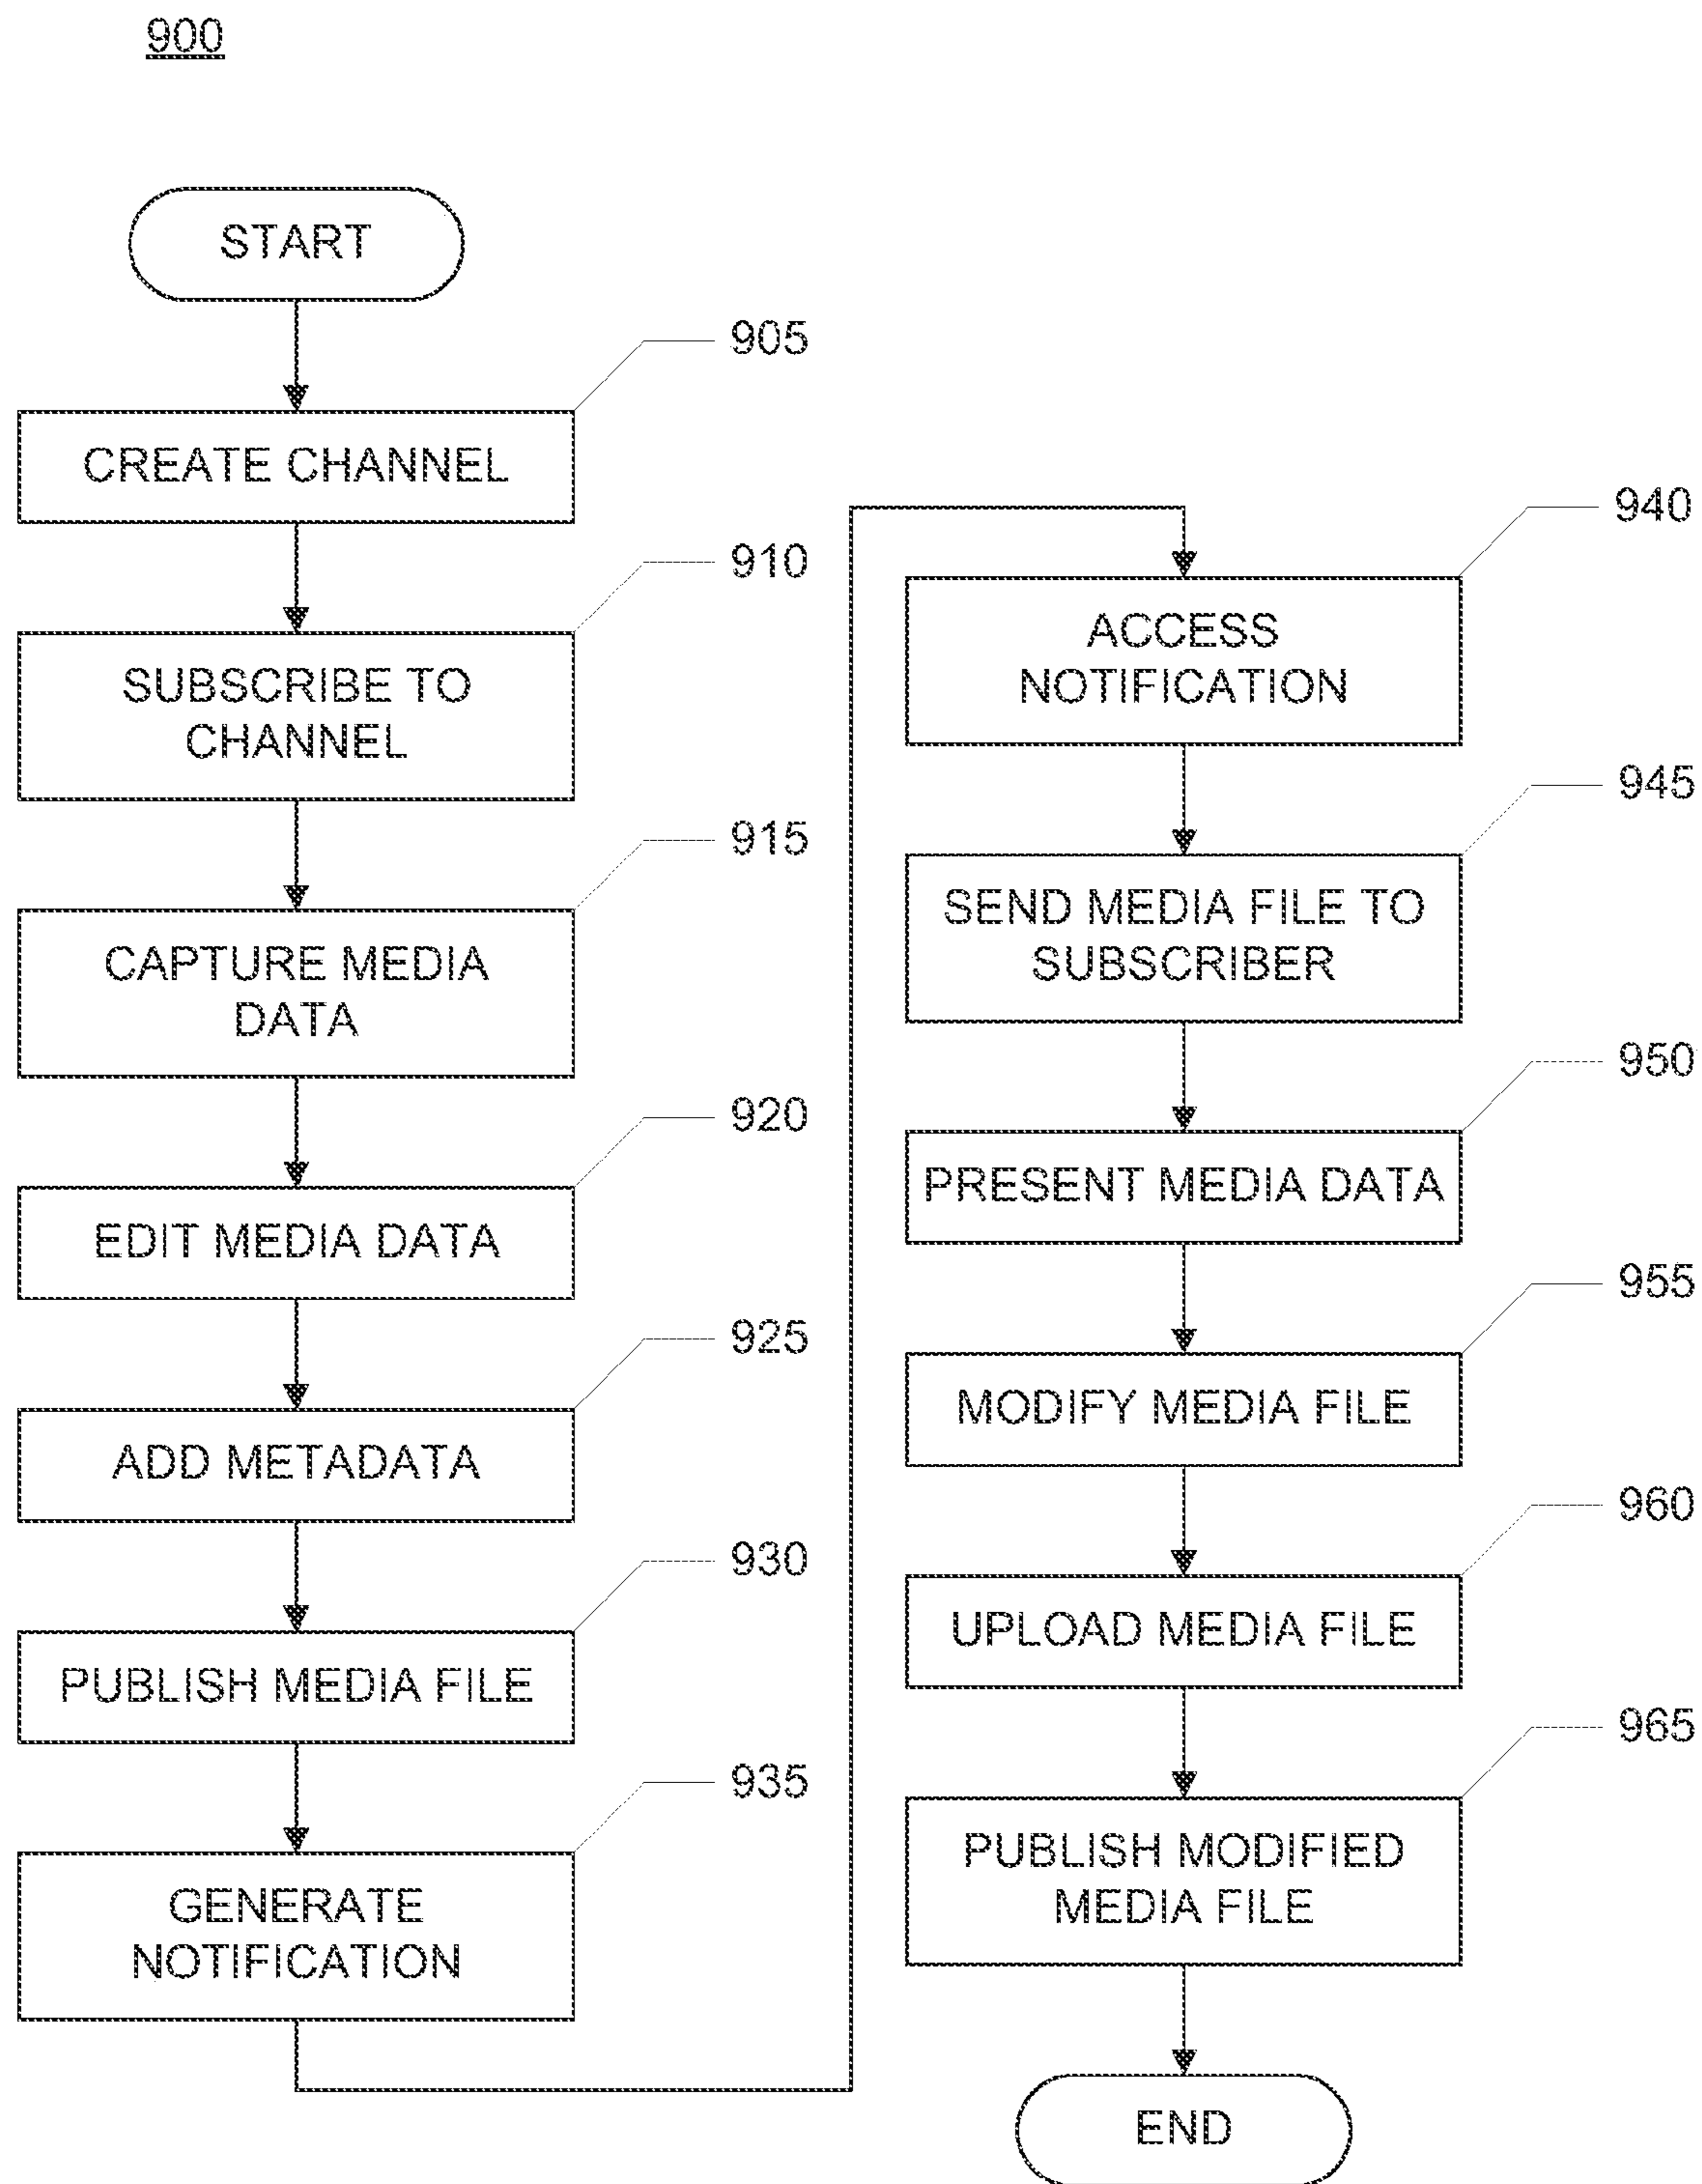 900
START
905
CREATE CHANNEL
910
SUBSCRIBE TO
CHANNEL
915
CAPTURE MEDIA
DATA
920
EDIT MEDIA DATA
925
ADD METADATA
930
PUBLISH MEDIA FILE
935
GENERATE
NOTIFICATION
940
ACCESS
NOTIFICATION
945
SEND MEDIA FILE TO
SUBSCRIBER
950
PRESENT MEDIA DATA
955
MODIFY MEDIA FILE
960
UPLOAD MEDIA FILE
965
PUBLISH MODIFIED
MEDIA FILE
END